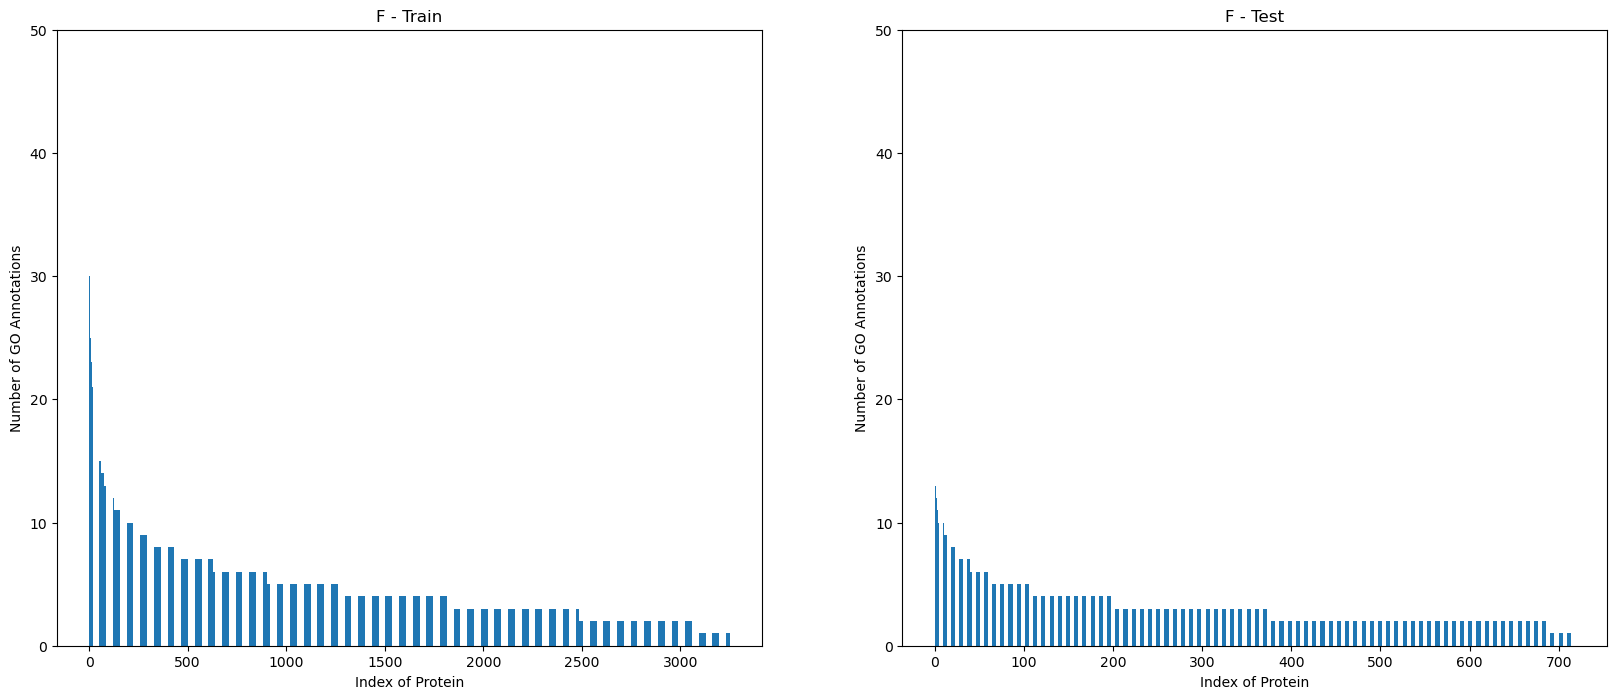 F - Train
50
40
30
20
10
0
Number of GO Annotations
0 500 1000 1500 2000 2500 3000
Index of Protein
F - Test
50
40
30
20
10
0
Number of GO Annotations
0 100 200 300 400 500 600 700
Index of Protein